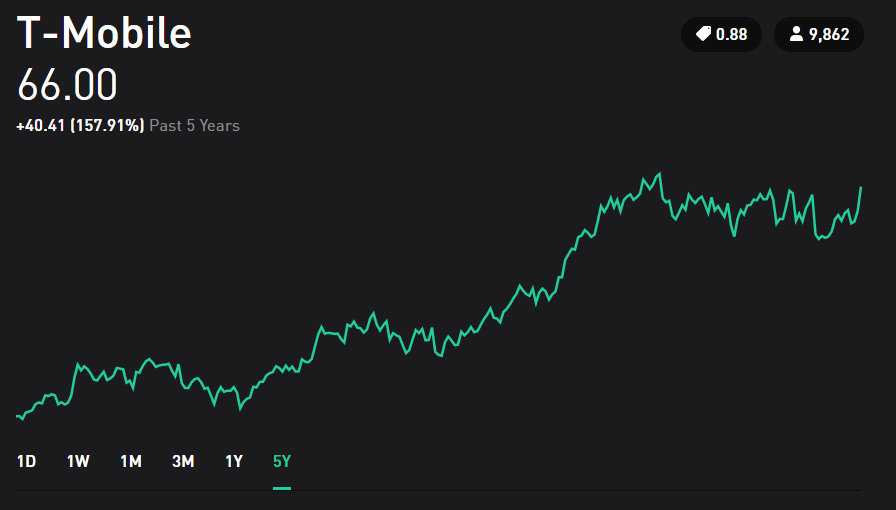 T-Mobile
0.88
9,862
66.00
+40.41 (157.91%) Past 5 Years
1D 1W 1M 3M 1Y 5Y